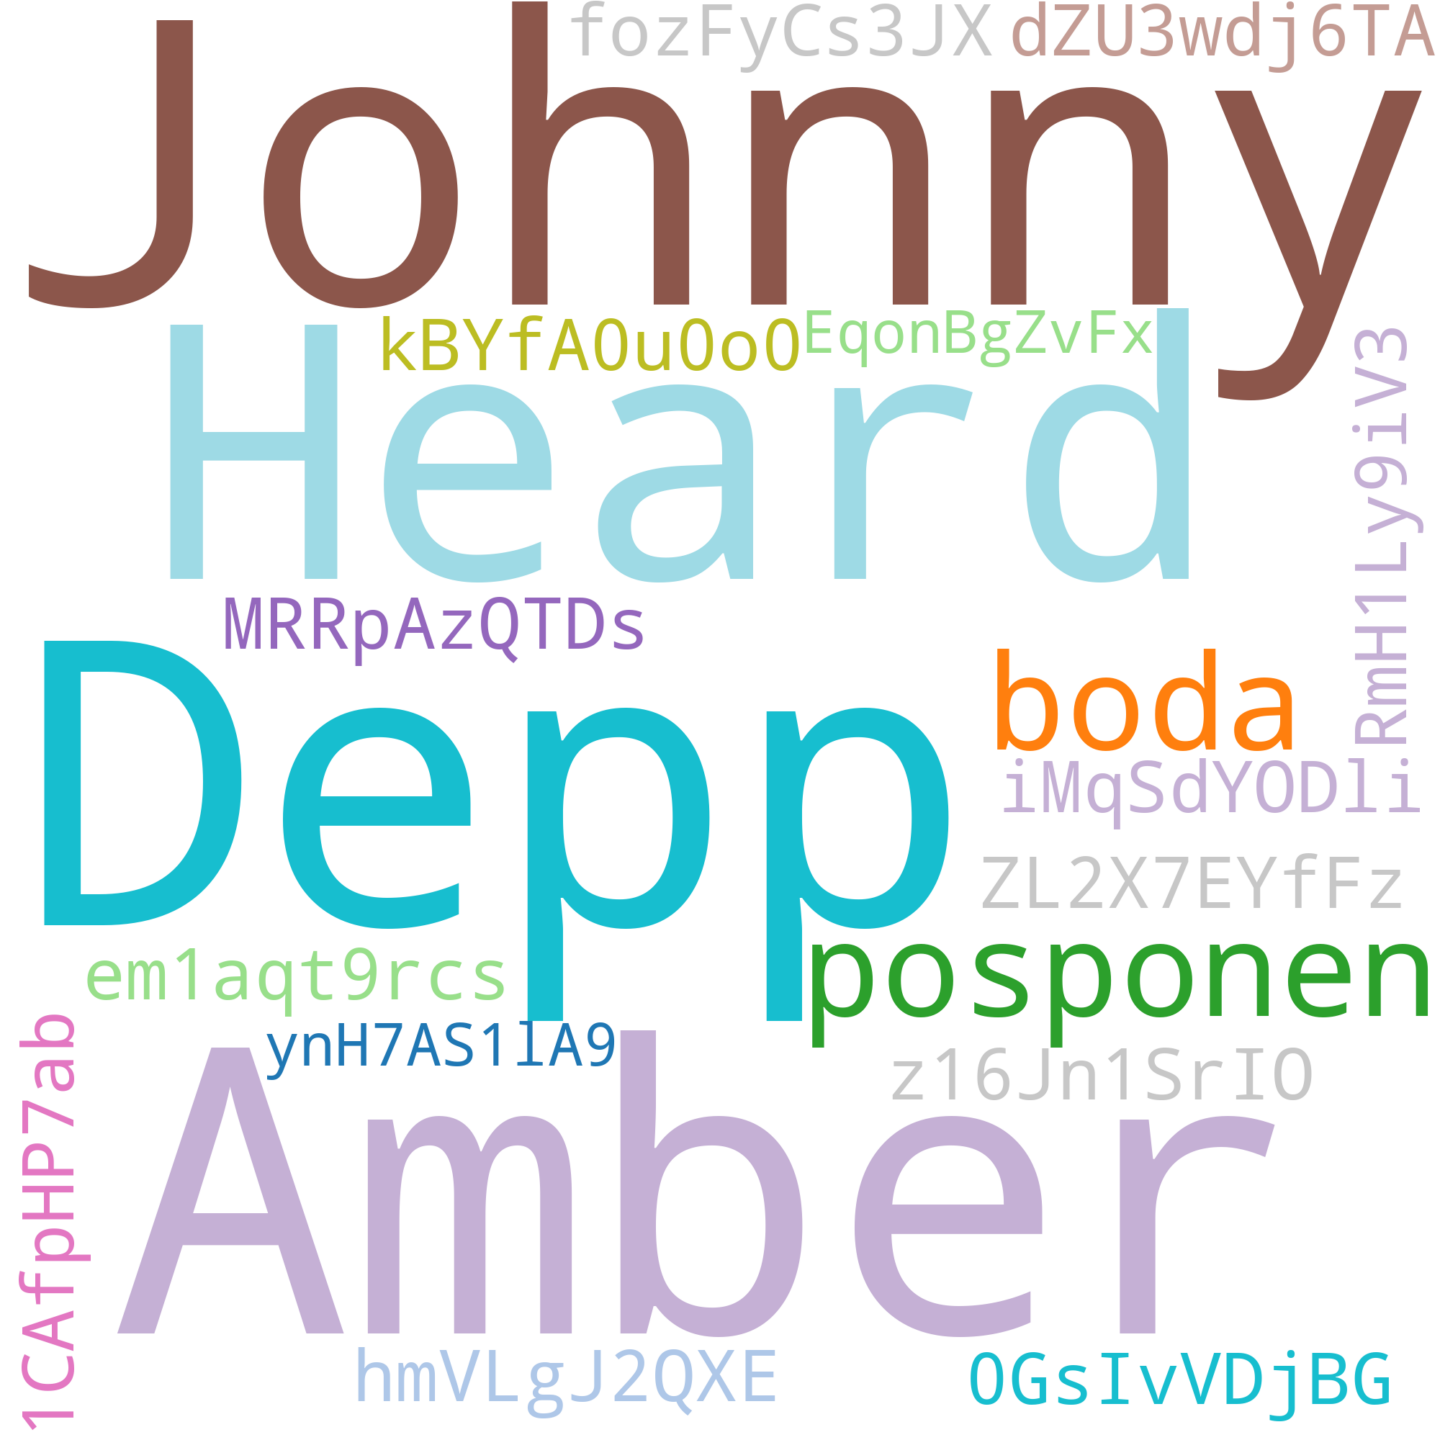 fozFyCs3JX dZU3wdj6TA
Johnny
kBYfA0u0o0 EqonBgZvFx
Heard
RmH1Ly9iV3
MRRpAzQTDs
Depp
boda
iMqSdYODli
ZL2X7EYfFz
posponen
em1aqt9rcs
ynH7AS1lA9
z16Jn1SrIO
Amber
1CAfpHP7ab
hmVLgJ2QXE
0GsIvVDjBG